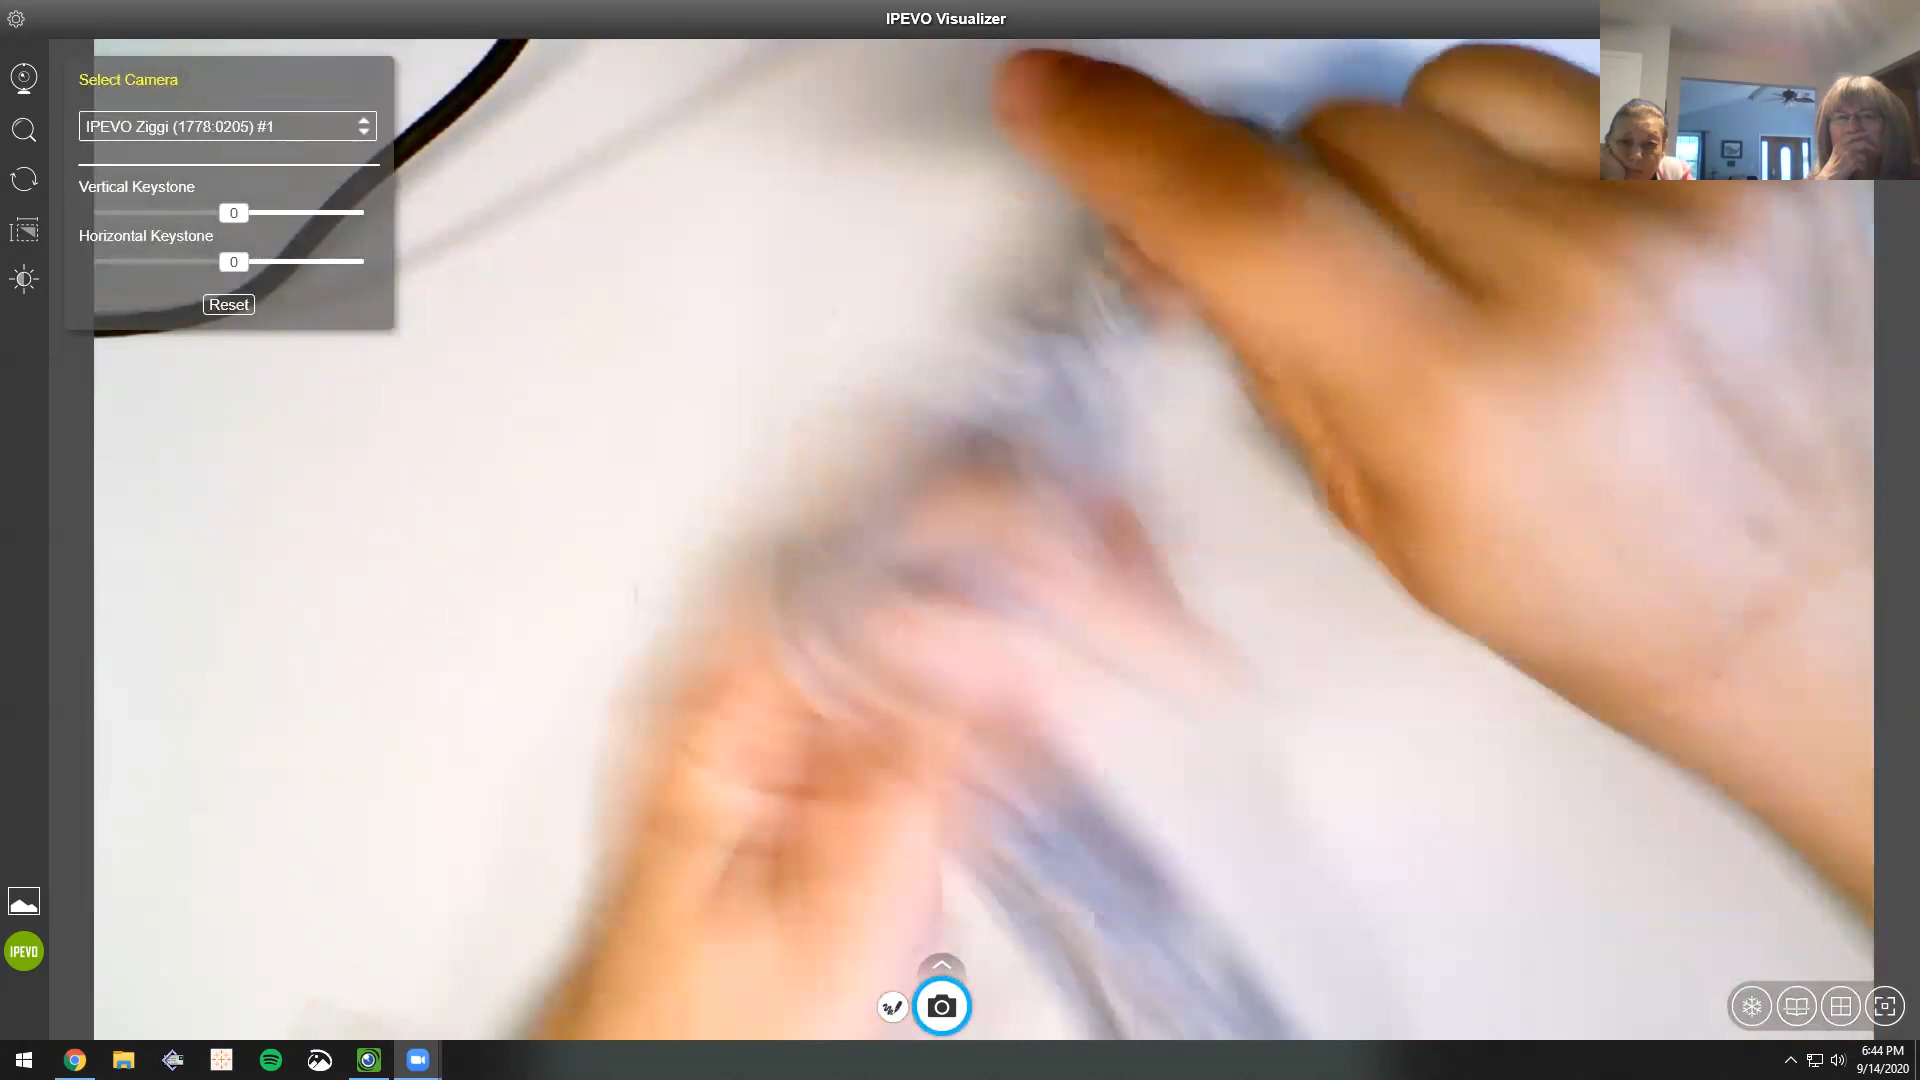 IPEVO Visualizer
Select Camera
IPEVO Ziggi (1778:0205) #1
Vertical Keystone
0
Horizontal Keystone
0
Reset
IPEVO
6:44 PM
9/14/2020